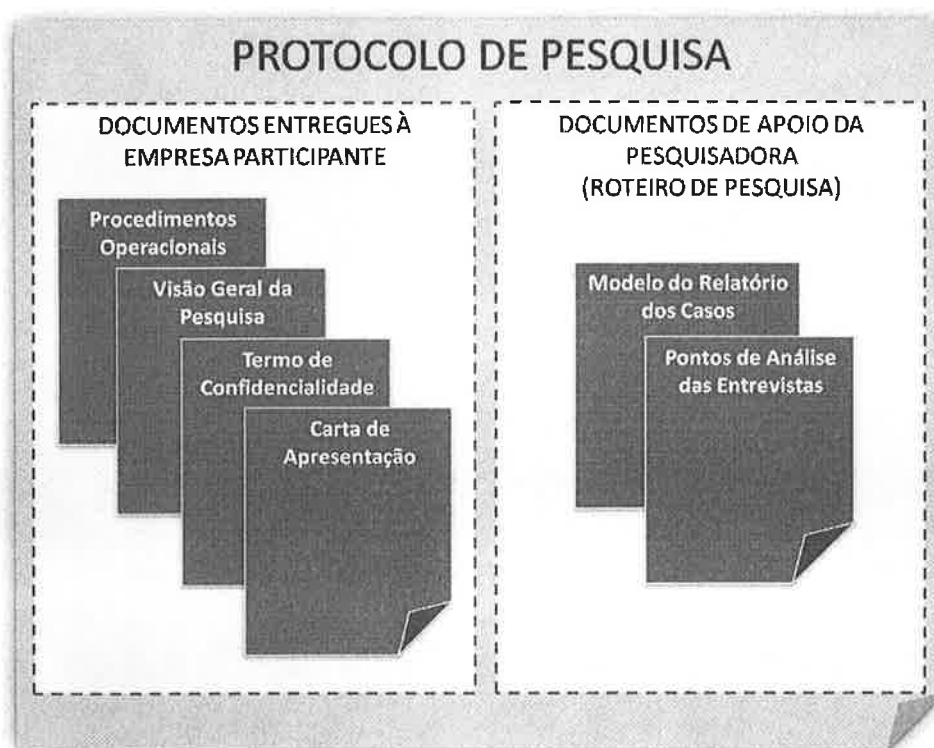 PROTOCOLO DE PESQUISA
DOCUMENTOS ENTREGUES À
EMPRESA PARTICIPANTE
Procedimentos
Operacionais
Visão Geral da
Pesquisa
Termo de
Confidencialidade
Carta de
Apresentação
DOCUMENTOS DE APOIO DA
PESQUISADORA
(ROTEIRO DE PESQUISA)
Modelo do Relatório
dos Casos
Pontos de Análise
das Entrevistas